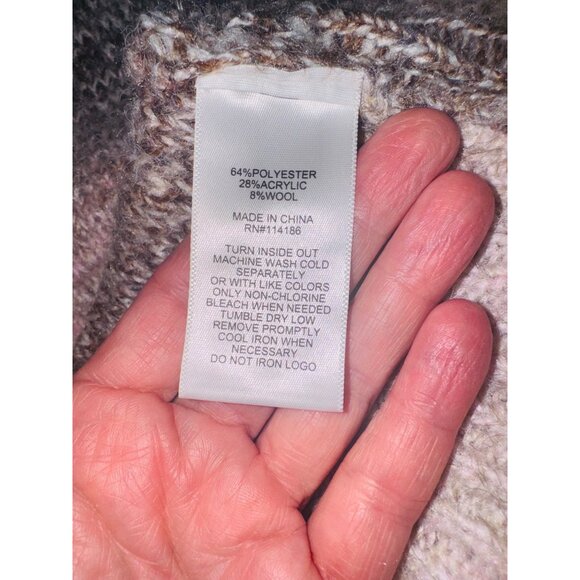 64%POLYESTER
28%ACRYLIC
8%WOOL
MADE IN CHINA
RN#114186
TURN INSIDE OUT
MACHINE WASH COLD
SEPARATELY
OR WITH LIKE COLORS
ONLY NON-CHLORINE
BLEACH WHEN NEEDED
TUMBLE DRY LOW
REMOVE PROMPTLY
COOL IRON WHEN
NECESSARY
DO NOT IRON LOGO